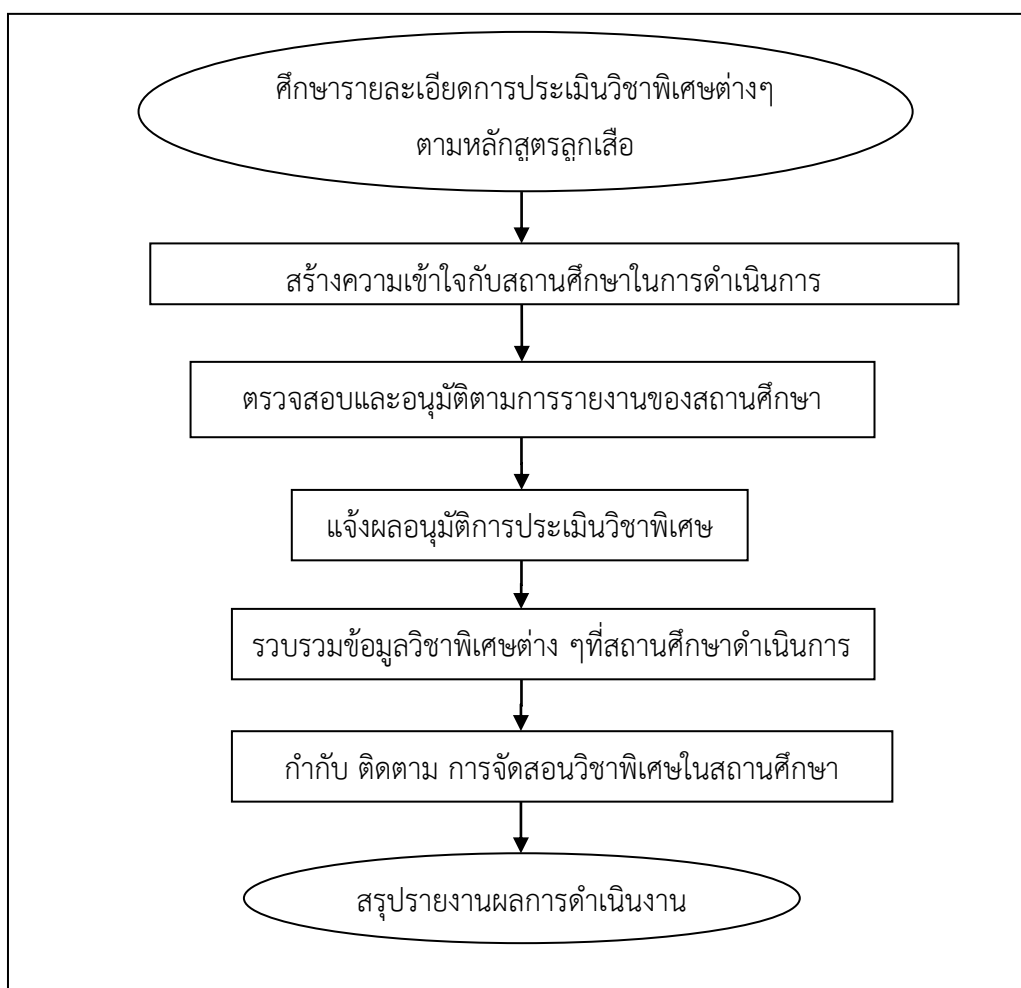 ศึกษารายละเอียดการประเมินวิชาพิเศษต่างๆ
ตามหลักสูตรลูกเสือ
สร้างความเข้าใจกับสถานศึกษาในการดำเนินการ
ตรวจสอบและอนุมัติตามการรายงานของสถานศึกษา
แจ้งผลอนุมัติการประเมินวิชาพิเศษ
รวบรวมข้อมูลวิชาพิเศษต่าง ๆที่สถานศึกษาดำเนินการ
กำกับ ติดตาม การจัดสอนวิชาพิเศษในสถานศึกษา
สรุปรายงานผลการดำเนินงาน